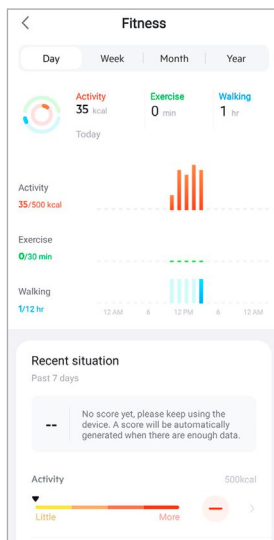 Fitness
Day Week Month Year
Activity Exercise Walking
35 kcal 0 min 1 hr
Today
Activity
35/500 kcal
Exercise
0/30 min
Walking
1/12 hr
12 AM 6 12 PM 6 12 AM
Recent situation
Past 7 days
-- No score yet, please keep using the
device. A score will be automatically
generated when there are enough data.
Activity 500kcal
Little More